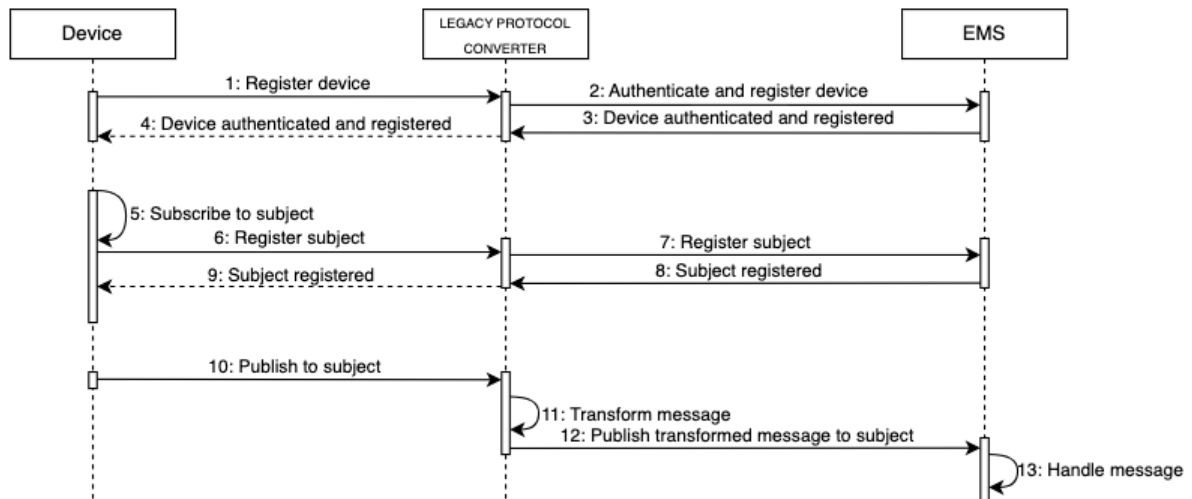 Device
LEGACY PROTOCOL
CONVERTER
EMS
1: Register device
2: Authenticate and register device
3: Device authenticated and registered
4: Device authenticated and registered
5: Subscribe to subject
6: Register subject
7: Register subject
8: Subject registered
9: Subject registered
10: Publish to subject
11: Transform message
12: Publish transformed message to subject
13: Handle message